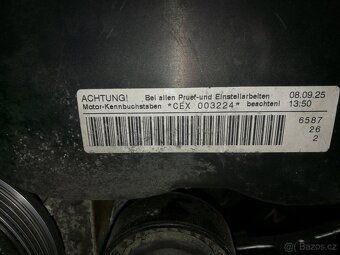 ACHTUNG! Bei allen Pruef-und Einstellarbeiten 08.09.25
Motor-Kennbuchstaben *CEX 003224* beachten! 13:50
6587
26
2
Bazoš.cz